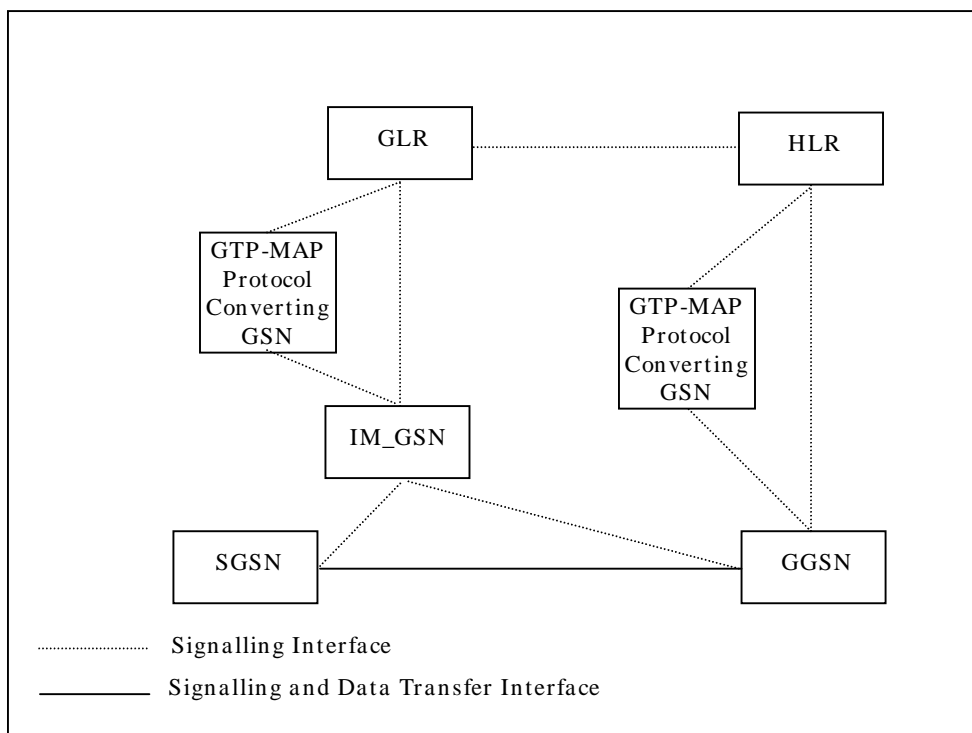 GLR
HLR
GTP-MAP
Protocol
Converting
GSN
GTP-MAP
Protocol
Converting
GSN
IM_GSN
SGSN
GGSN
Signalling Interface
Signalling and Data Transfer Interface